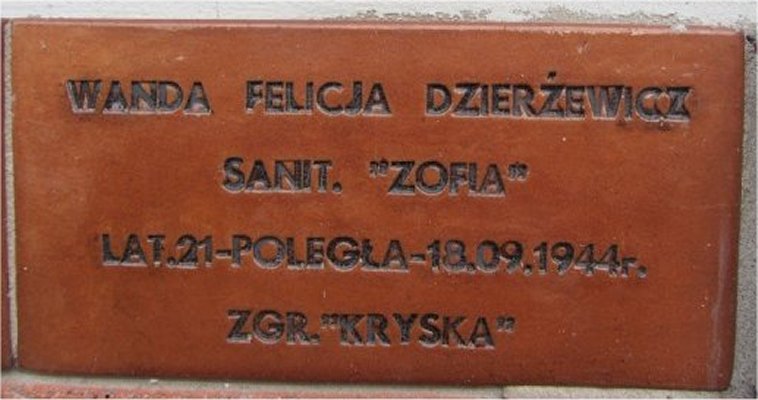 WANDA FELICJA DZIERŻEWICZ
SANIT. "ZOFIA"
LAT.21-POLEGŁA-18.09.1944r.
ZGR."KRYSKA"